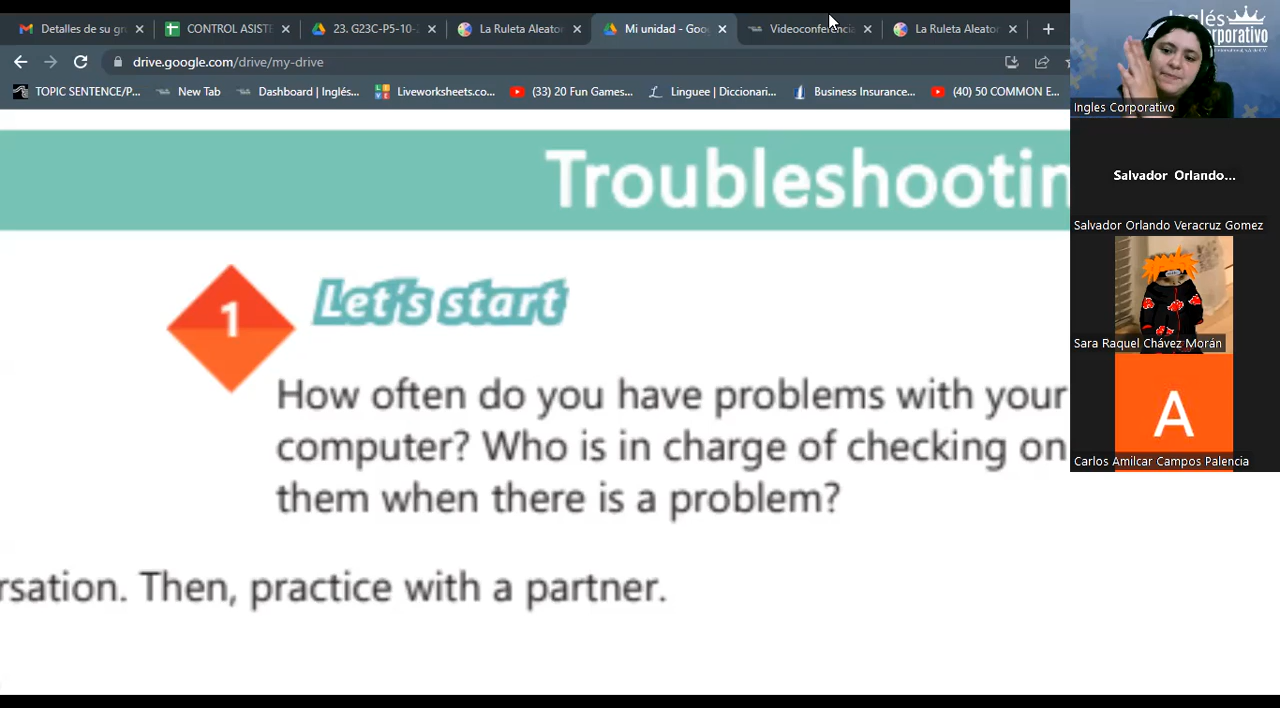 Detalles de su gr
CONTROL ASISTE
23. G23C-P5-10-
La Ruleta Aleator
Mi unidad - Goo
Videoconferencia
La Ruleta Aleator
drive.google.com/drive/my-drive
TOPIC SENTENCE/P...
New Tab
Dashboard | Inglés...
Liveworksheets.co...
(33) 20 Fun Games...
Linguee | Diccionari...
Business Insurance...
(40) 50 COMMON E...
Troubleshootin
1
Let's start
How often do you have problems with your
computer? Who is in charge of checking on
them when there is a problem?
rsation. Then, practice with a partner.
Inglés
Corporativo
Ingles Corporativo
Salvador Orlando...
Salvador Orlando Veracruz Gomez
Sara Raquel Chávez Morán
A
Carlos Amilcar Campos Palencia